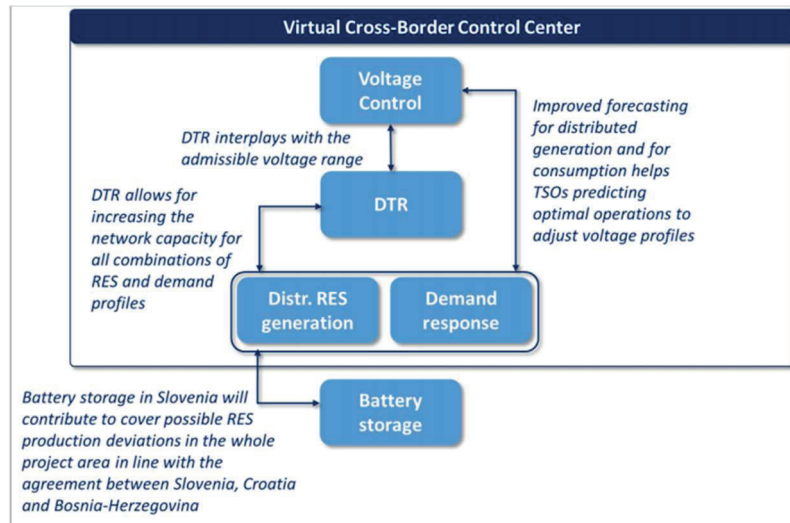 Virtual Cross-Border Control Center
Voltage
Control
DTR interplays with the
admissible voltage range
Improved forecasting
for distributed
generation and for
consumption helps
TSOs predicting
optimal operations to
adjust voltage profiles
DTR allows for
increasing the
network capacity for
all combinations of
RES and demand
profiles
DTR
Distr. RES
generation
Demand
response
Battery storage in Slovenia will
contribute to cover possible RES
production deviations in the whole
project area in line with the
agreement between Slovenia, Croatia
and Bosnia-Herzegovina
Battery
storage